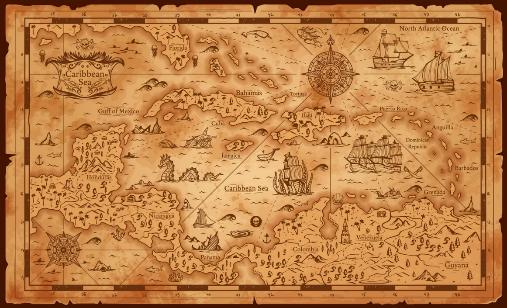 North Atlantic Ocean
Florida
Caribbean
Sea
Bahamas
Tortuga
Gulf of Mexico
Puerto Rico
Cuba
Haiti
Anguilla
Dominican
Republic
Jamaica
Barbados
Honduras
Caribbean Sea
Grenada
Nicaragua
Venezuela
Colombia
Panama
Guyana